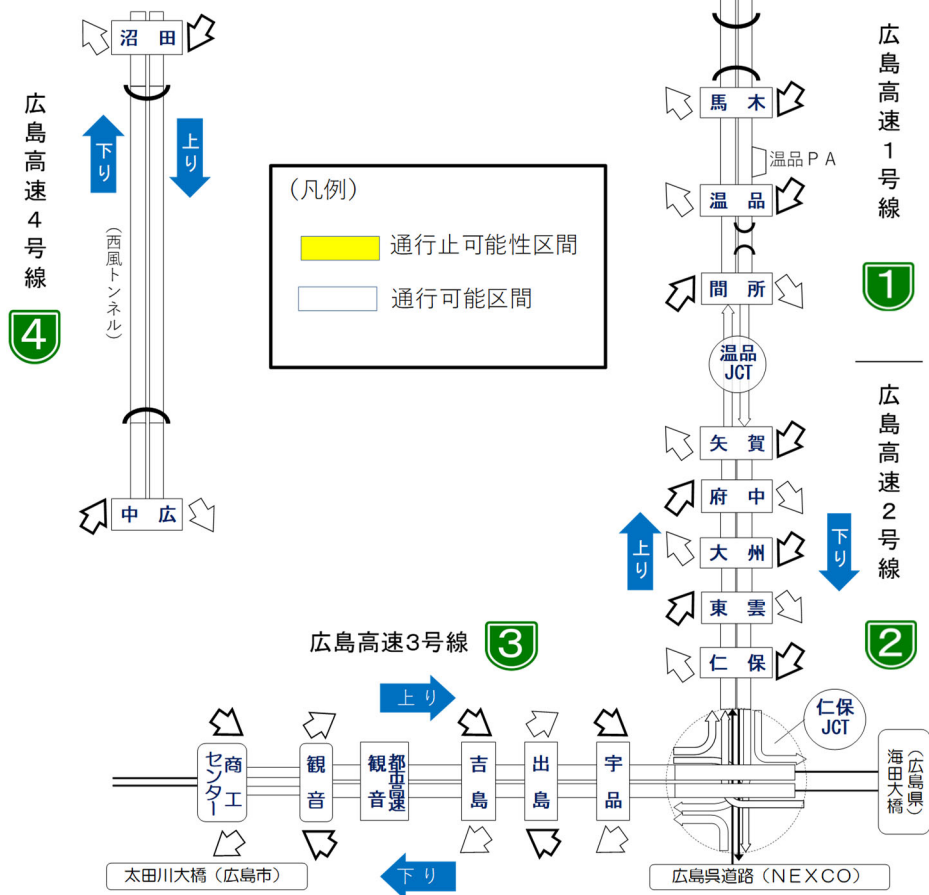 沼田
広島高速4号線
4
下り
上り
(西風トンネル)
中広
(凡例)
通行止可能性区間
通行可能区間
広島高速1号線
1
馬木
温品PA
温品
間所
温品
JCT
広島高速2号線
2
矢賀
府中
大州
東雲
仁保
上り
下り
仁保
JCT
広島高速3号線
3
上り
商工
センター
観音
都市高速
観音
吉島
出島
宇品
下り
(広島県)
海田大橋
太田川大橋(広島市)
広島県道路(NEXCO)